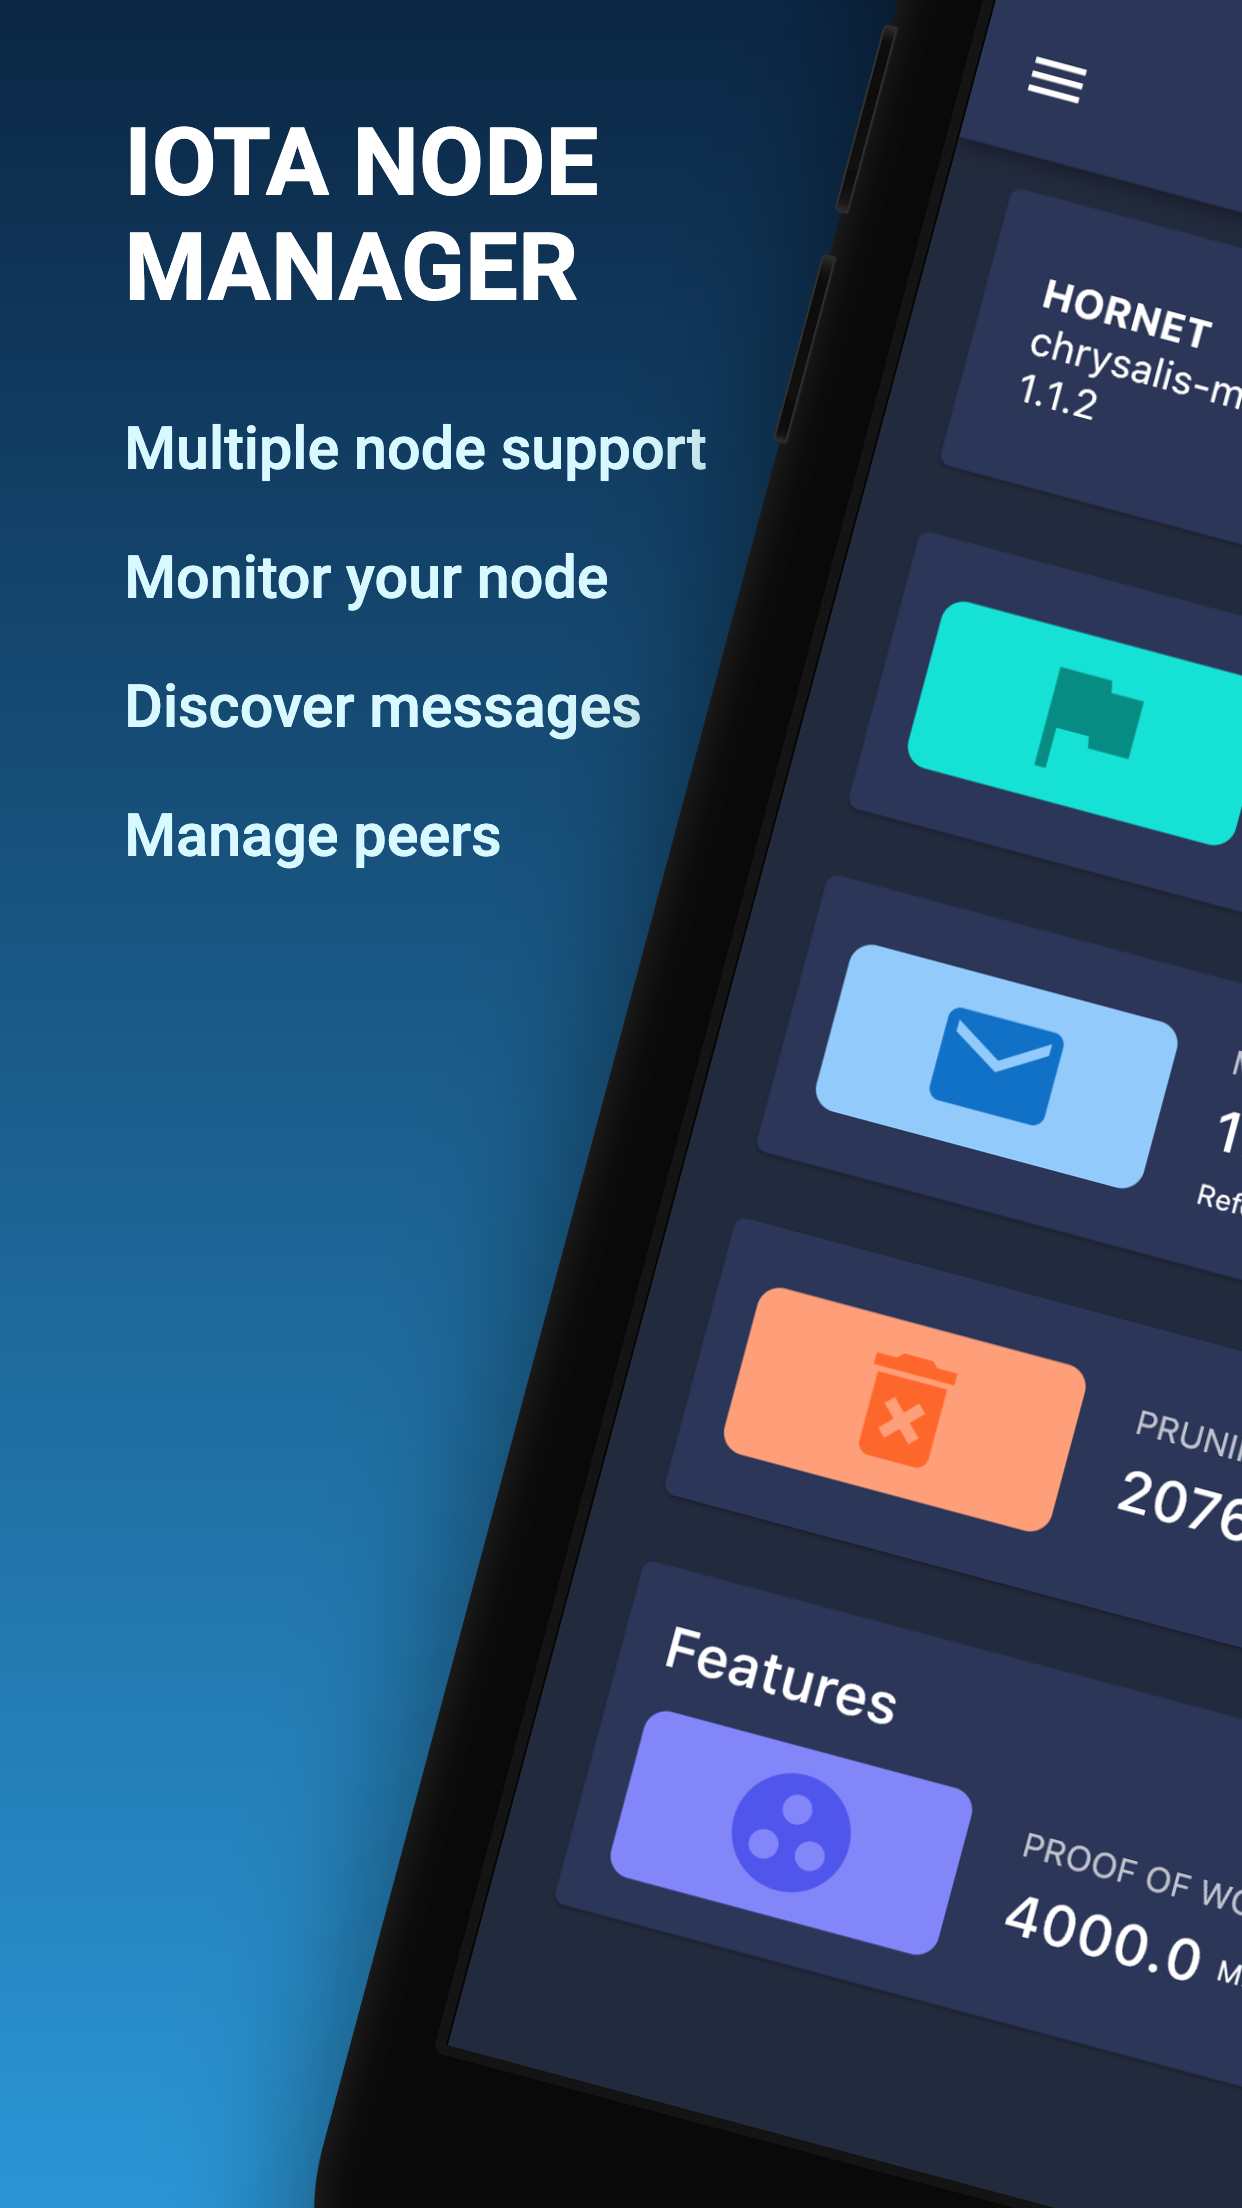 IOTA NODE
MANAGER
Multiple node support
Monitor your node
Discover messages
Manage peers
HORNET
chrysalis-m
1.1.2
1
Refe
PRUNI
2076
Features
PROOF OF WO
4000.0 M